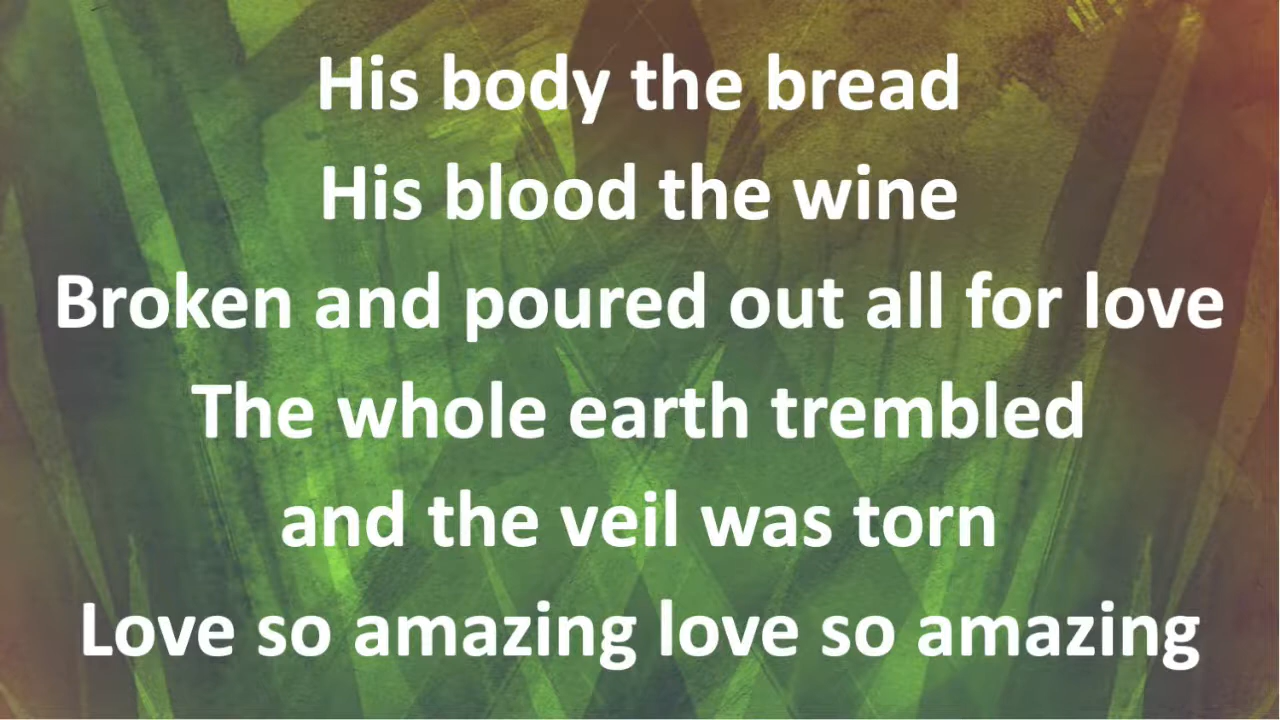 His body the bread
His blood the wine
Broken and poured out all for love
The whole earth trembled
and the veil was torn
Love so amazing love so amazing